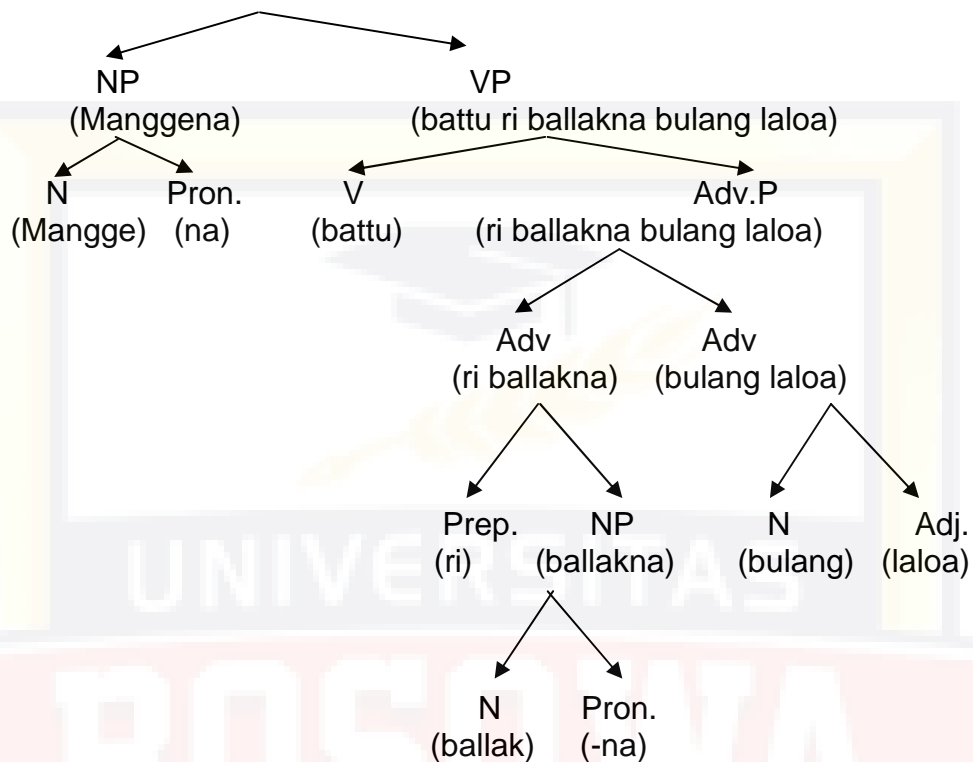 NP VP
(Manggena) (battu ri ballakna bulang laloa)
N Pron. V Adv.P
(Mangge) (na) (battu) (ri ballakna bulang laloa)
Adv Adv
(ri ballakna) (bulang laloa)
Prep. NP N Adj.
(ri) (ballakna) (bulang) (laloa)
UNIVERSITAS
N Pron.
(ballak) (-na)
BOSOWA